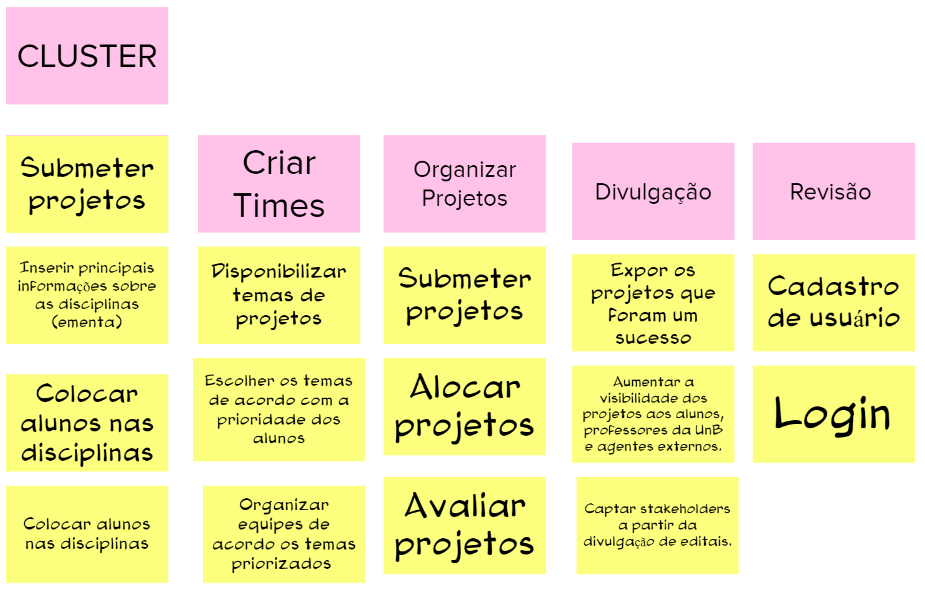 CLUSTER
Submeter
projetos
Inserir principais
informações sobre
as disciplinas
(ementa)
Colocar
alunos nas
disciplinas
Colocar alunos
nas disciplinas
Criar
Times
Disponibilizar
temas de
projetos
Escolher os temas
de acordo com a
prioridade dos
alunos
Organizar
equipes de
acordo os temas
priorizados
Organizar
Projetos
Submeter
projetos
Alocar
projetos
Avaliar
projetos
Divulgação
Expor os
projetos que
foram um
sucesso
Aumentar a
visibilidade dos
projetos aos alunos,
professores da UnB
e agentes externos.
Captar stakeholders
a partir da
divulgação de editais.
Revisão
Cadastro
de usuário
Login